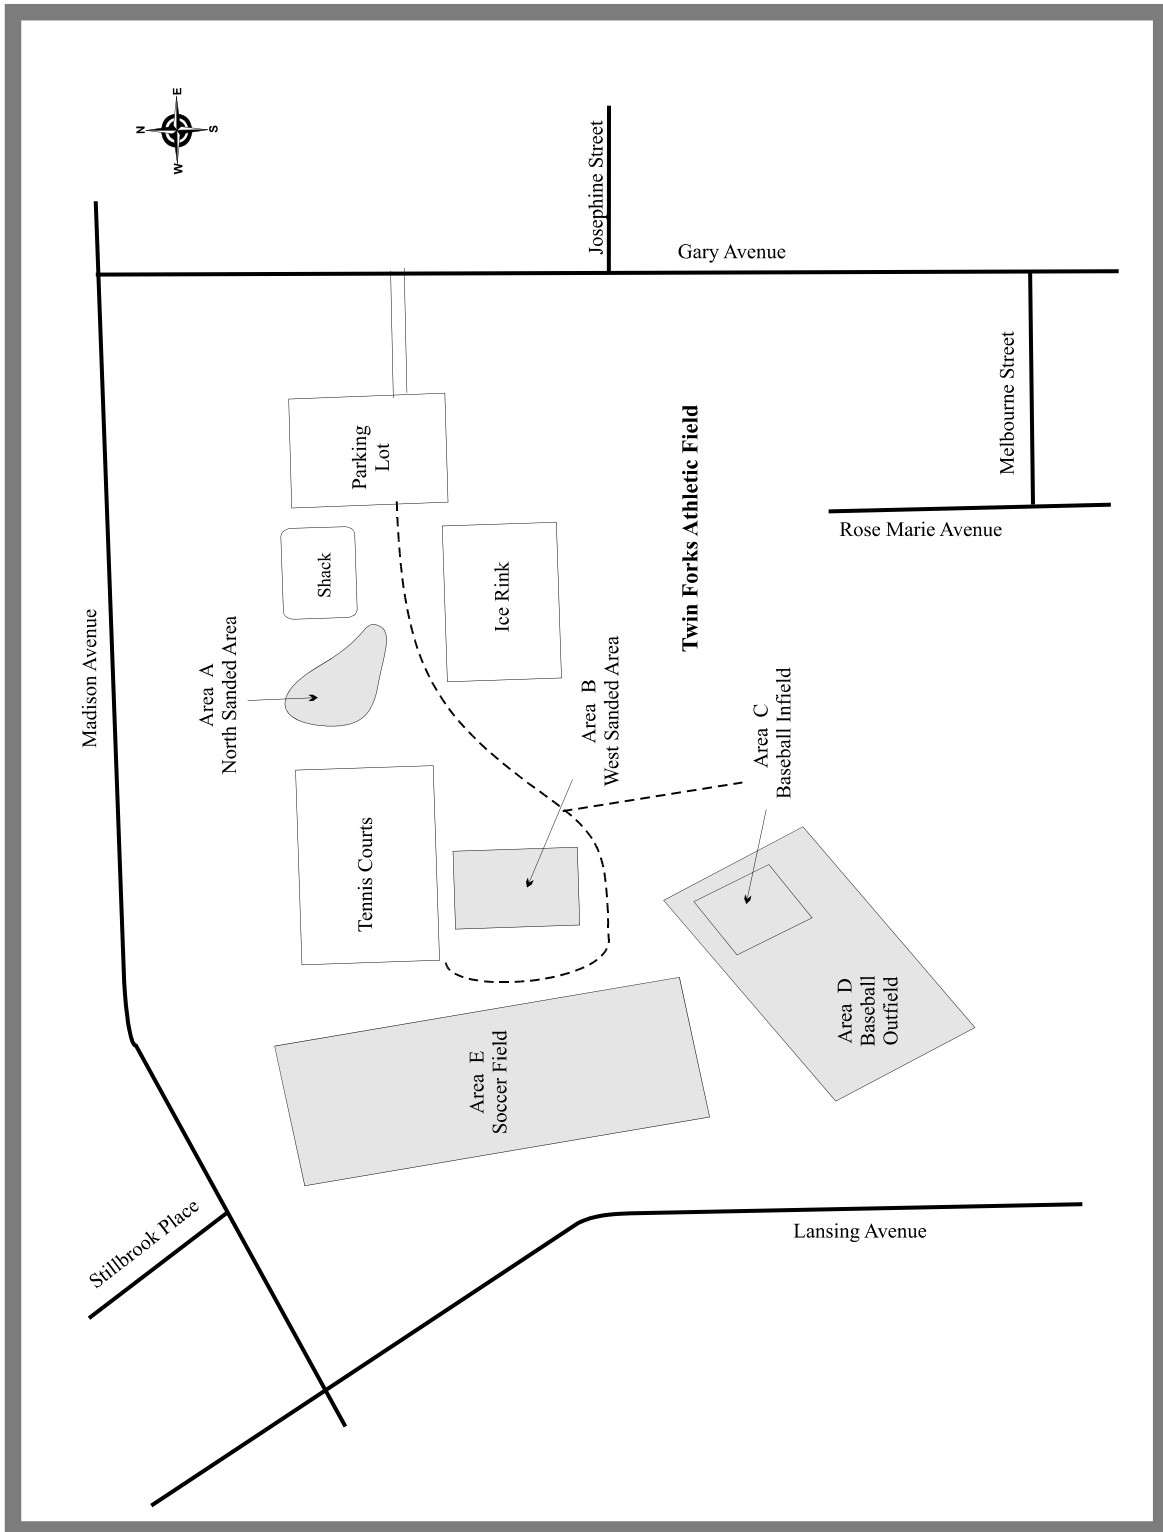 E
N
S
W
Josephine Street
Gary Avenue
Melbourne Street
Rose Marie Avenue
Parking
Lot
Shack
Ice Rink
Twin Forks Athletic Field
Madison Avenue
Area A
North Sanded Area
Area B
West Sanded Area
Area C
Baseball Infield
Tennis Courts
Area D
Baseball
Outfield
Area E
Soccer Field
Stillbrook Place
Lansing Avenue